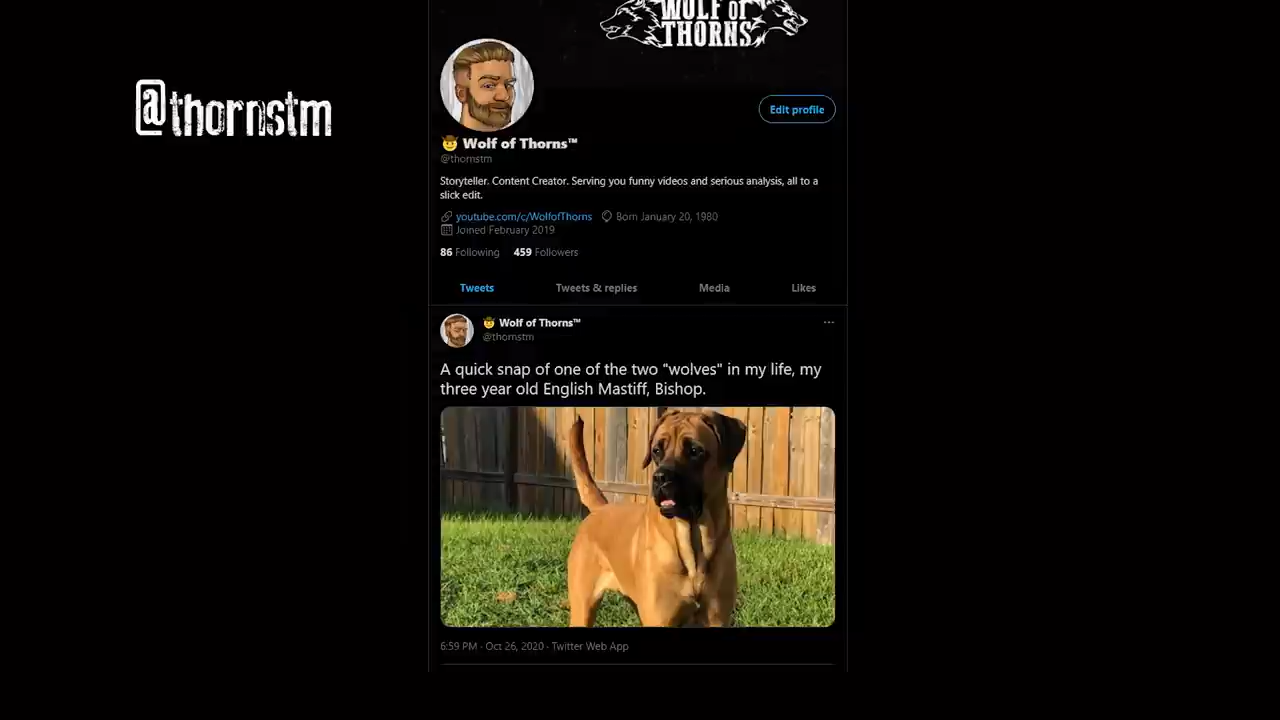 WOLF OF
THORNS
@thornstm
Edit profile
🤠 Wolf of Thorns™
@thornstm
Storyteller. Content Creator. Serving you funny videos and serious analysis, all to a
slick edit.
youtube.com/c/WolfofThorns Born January 20, 1980
Joined February 2019
86 Following 459 Followers
Tweets Tweets & replies Media Likes
🤠 Wolf of Thorns™
@thornstm
A quick snap of one of the two "wolves" in my life, my
three year old English Mastiff, Bishop.
6:59 PM · Oct 26, 2020 · Twitter Web App